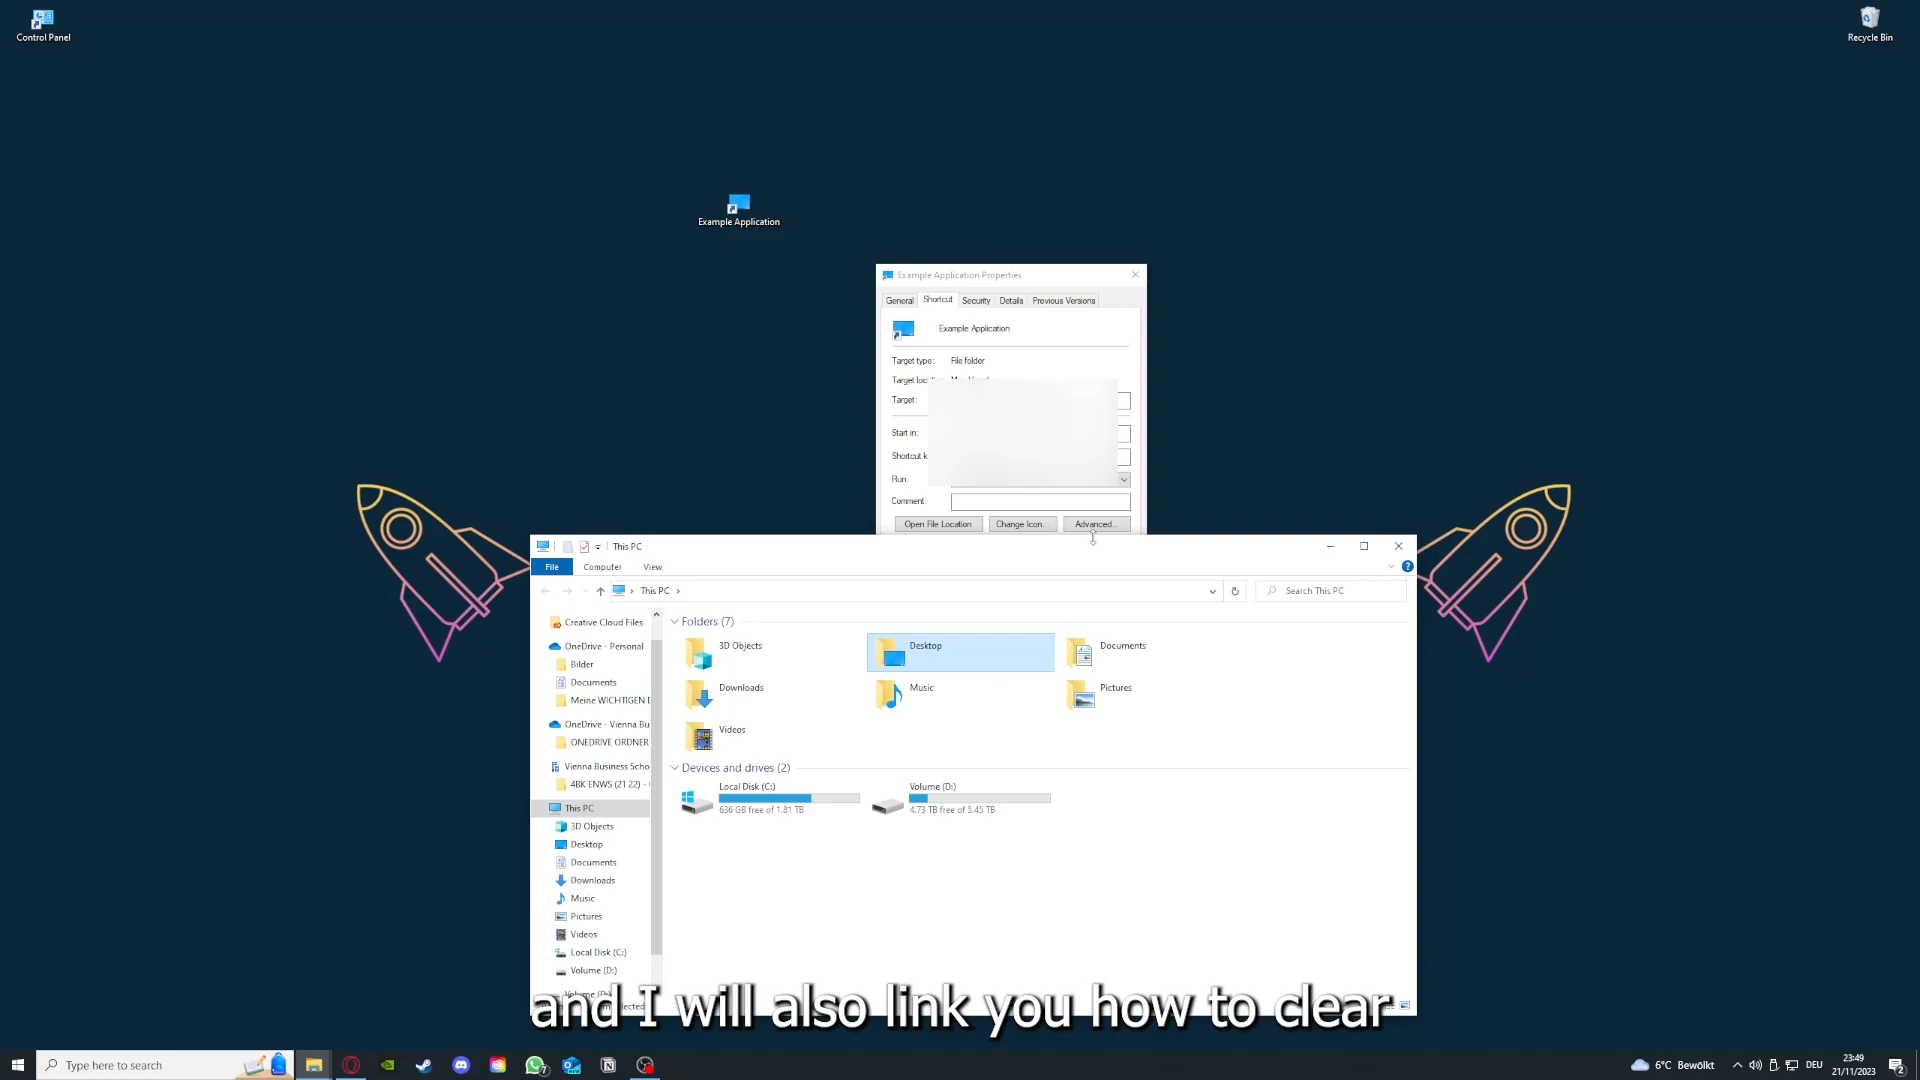 Control Panel
Recycle Bin
Example Application
Example Application Properties
General Shortcut Security Details Previous Versions
Example Application
Target type: File folder
Target
Target:
Start in:
Shortcut k
Run:
Comment:
Open File Location Change Icon... Advanced...
This PC
File Computer View
This PC
Search This PC
Creative Cloud Files
OneDrive - Personal
Bilder
Documents
Meine WICHTIGEN
OneDrive - Vienna Bu
ONEDRIVE ORDNER
Vienna Business Scho
4BK ENWS (21 22) -
This PC
3D Objects
Desktop
Documents
Downloads
Music
Pictures
Videos
Local Disk (C:)
Volume (D:)
Folders (7)
3D Objects
Desktop
Documents
Downloads
Music
Pictures
Videos
Devices and drives (2)
Local Disk (C:)
636 GB free of 1.81 TB
Volume (D:)
4.73 TB free of 5.45 TB
and I will also link you how to clear
Type here to search
7
6°C Bewölkt
DEU
23:49
21/11/2023
2